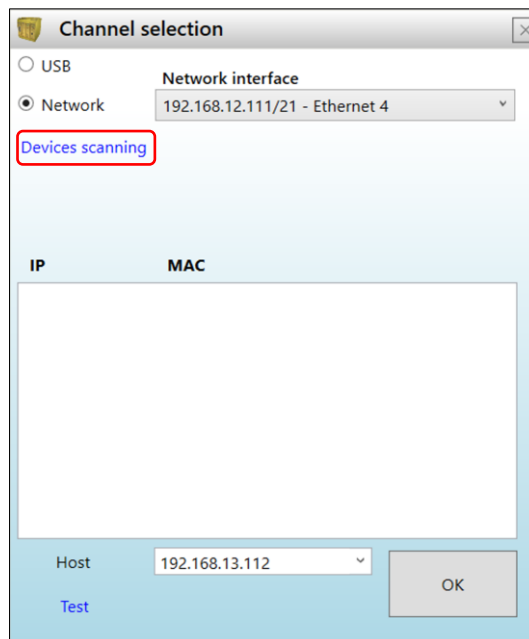 Channel selection
USB
Network interface
Network
192.168.12.111/21 - Ethernet 4
Devices scanning
IP MAC
Host
192.168.13.112
OK
Test